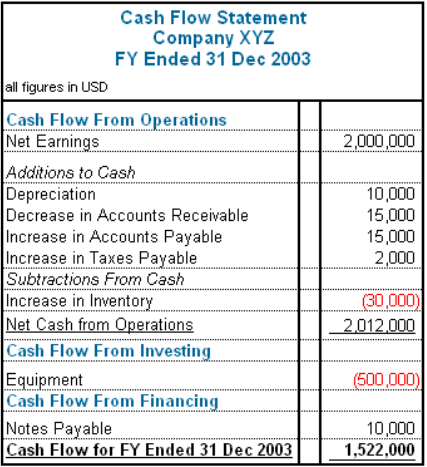 Cash Flow Statement
Company XYZ
FY Ended 31 Dec 2003
all figures in USD
Cash Flow From Operations
Net Earnings 2,000,000
Additions to Cash
Depreciation 10,000
Decrease in Accounts Receivable 15,000
Increase in Accounts Payable 15,000
Increase in Taxes Payable 2,000
Subtractions From Cash
Increase in Inventory (30,000)
Net Cash from Operations 2,012,000
Cash Flow From Investing
Equipment (500,000)
Cash Flow From Financing
Notes Payable 10,000
Cash Flow for FY Ended 31 Dec 2003 1,522,000